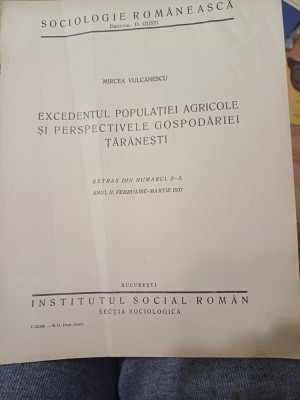 SOCIOLOGIE ROMÂNEASCĂ
Director: D. GUSTI
MIRCEA VULCĂNESCU
EXCEDENTUL POPULAȚIEI AGRICOLE
ȘI PERSPECTIVELE GOSPODĂRIEI
ȚĂRĂNEȘTI
EXTRAS DIN NUMARUL 2—3,
ANUL II, FEBRUARIE-MARTIE 1937
BUCUREȘTI
INSTITUTUL SOCIAL ROMÂN
SECȚIA SOCIOLOGICĂ